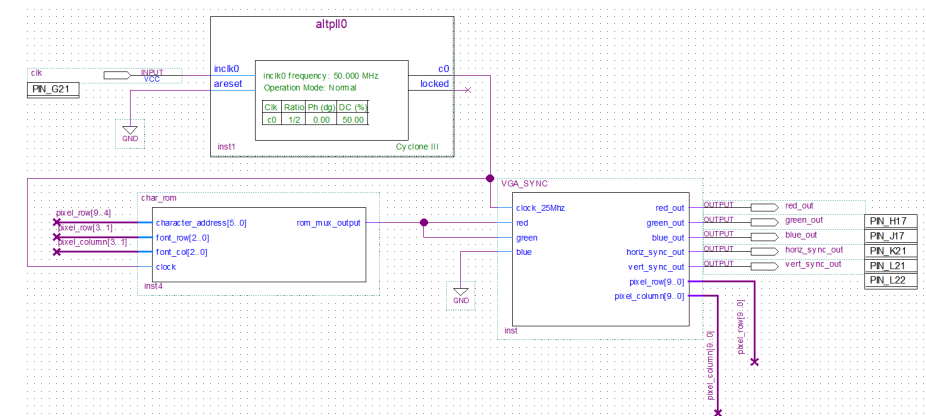 altpll0
clk
INPUT
VCC
PIN_G21
inclk0
areset
inclk0 frequency: 50.000 MHz
Operation Mode: Normal
Clk Ratio Ph (dg) DC (%)
c0 1/2 0.00 50.00
c0
locked
GND
inst1
Cyclone III
char_rom
pixel_row[9..4]
pixel_row[3..1]
pixel_column[3..1]
character_address[5..0]
font_row[2..0]
font_col[2..0]
clock
rom_mux_output
inst4
GND
VGA_SYNC
clock_25Mhz
red
green
blue
red_out
green_out
blue_out
horiz_sync_out
vert_sync_out
pixel_row[9..0]
pixel_column[9..0]
inst
OUTPUT red_out
OUTPUT green_out
OUTPUT blue_out
OUTPUT horiz_sync_out
OUTPUT vert_sync_out
PIN_H17
PIN_J17
PIN_K21
PIN_L21
PIN_L22
pixel_row[9..0]
pixel_column[9..0]